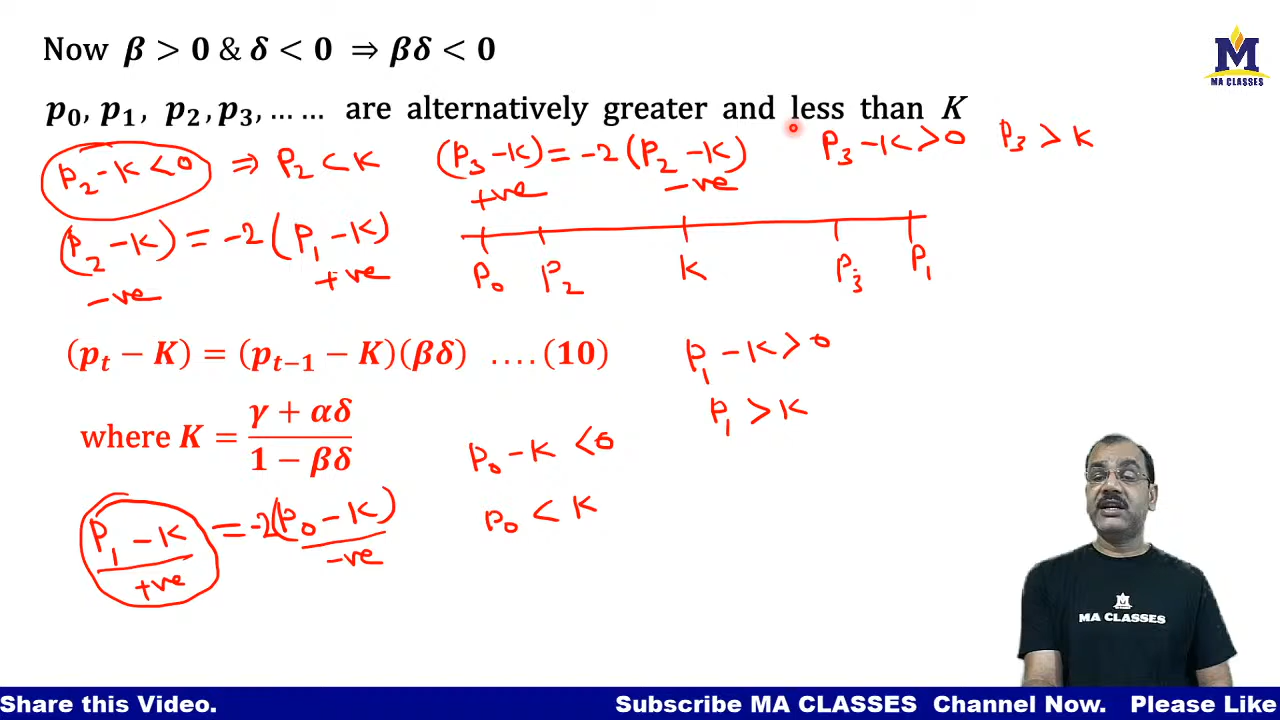 Now β > 0 & δ < 0 ⇒ βδ < 0
MA CLASSES
p₀, p₁, p₂, p₃, ... ... are alternatively greater and less than K
p₂ - K < 0 ⇒ p₂ < K
(p₃ - K) = -2 (p₂ - K)
+ve -ve
p₃ - K > 0 p₃ > K
(p₂ - K) = -2 (p₁ - K)
-ve +ve
p₀ p₂ K p₃ p₁
(pₜ − K) = (pₜ₋₁ − K)(βδ) ....(10)
p₁ - K > 0
p₁ > K
where K = (γ + αδ)/(1 − βδ)
p₀ - K < 0
p₀ < K
p₁ - K = -2(p₀ - K)
+ve -ve
MA CLASSES
Share this Video. Subscribe MA CLASSES Channel Now. Please Like